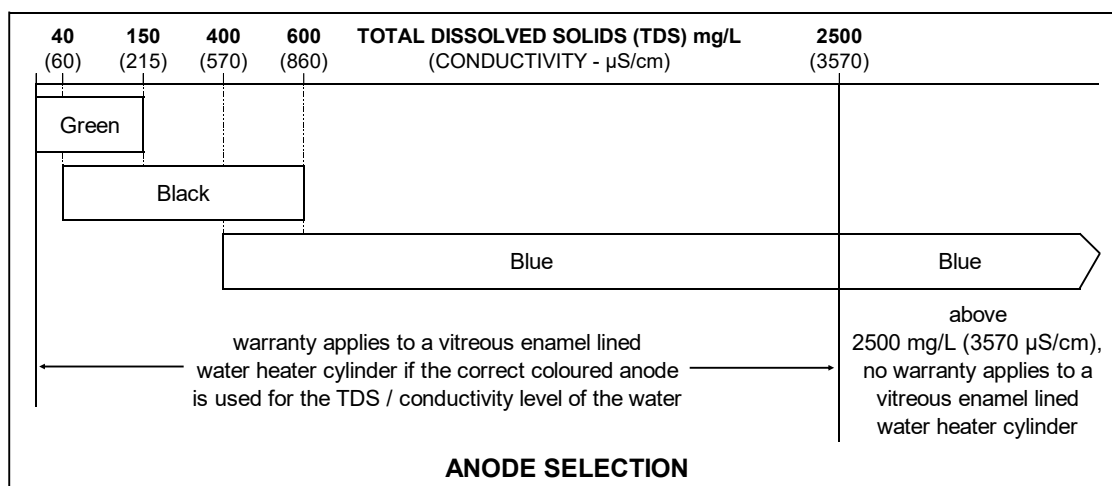 40 150 400 600 TOTAL DISSOLVED SOLIDS (TDS) mg/L 2500
(60) (215) (570) (860) (CONDUCTIVITY - µS/cm) (3570)
Green
Black
Blue Blue
warranty applies to a vitreous enamel lined
water heater cylinder if the correct coloured anode
is used for the TDS / conductivity level of the water
above
2500 mg/L (3570 µS/cm),
no warranty applies to a
vitreous enamel lined
water heater cylinder
ANODE SELECTION